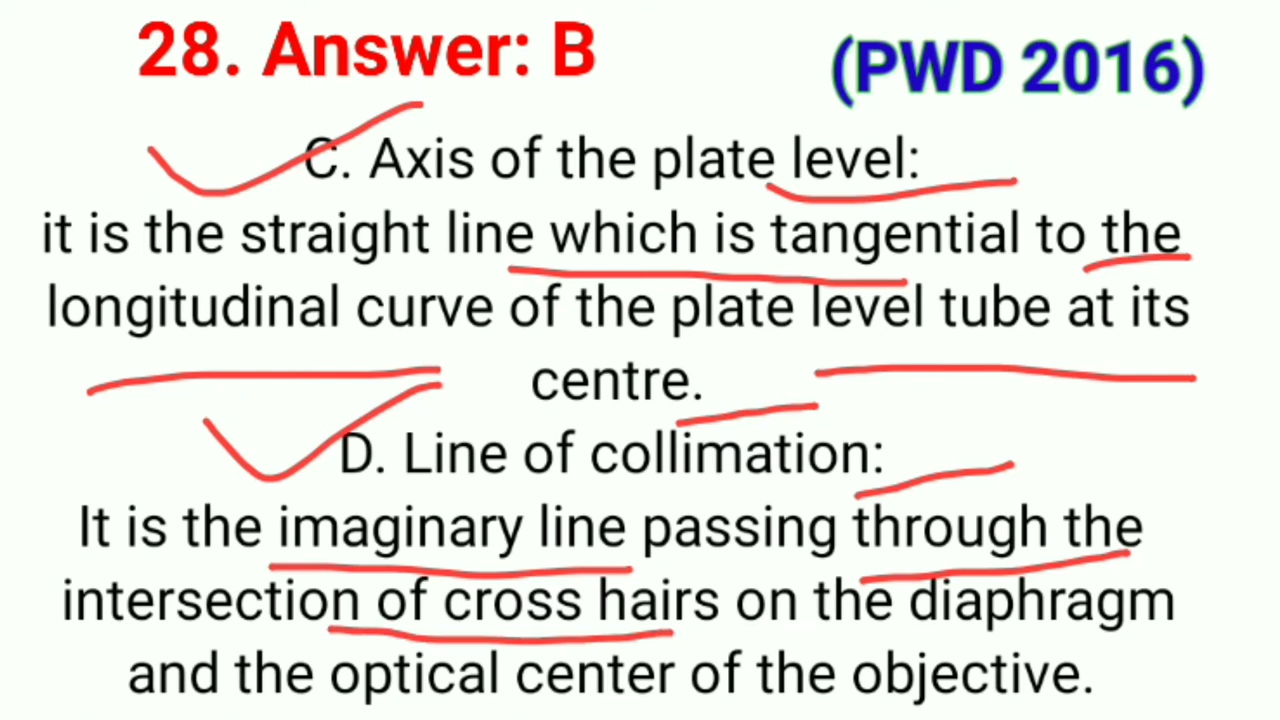 28. Answer: B
(PWD 2016)
C. Axis of the plate level:
it is the straight line which is tangential to the
longitudinal curve of the plate level tube at its
centre.
D. Line of collimation:
It is the imaginary line passing through the
intersection of cross hairs on the diaphragm
and the optical center of the objective.